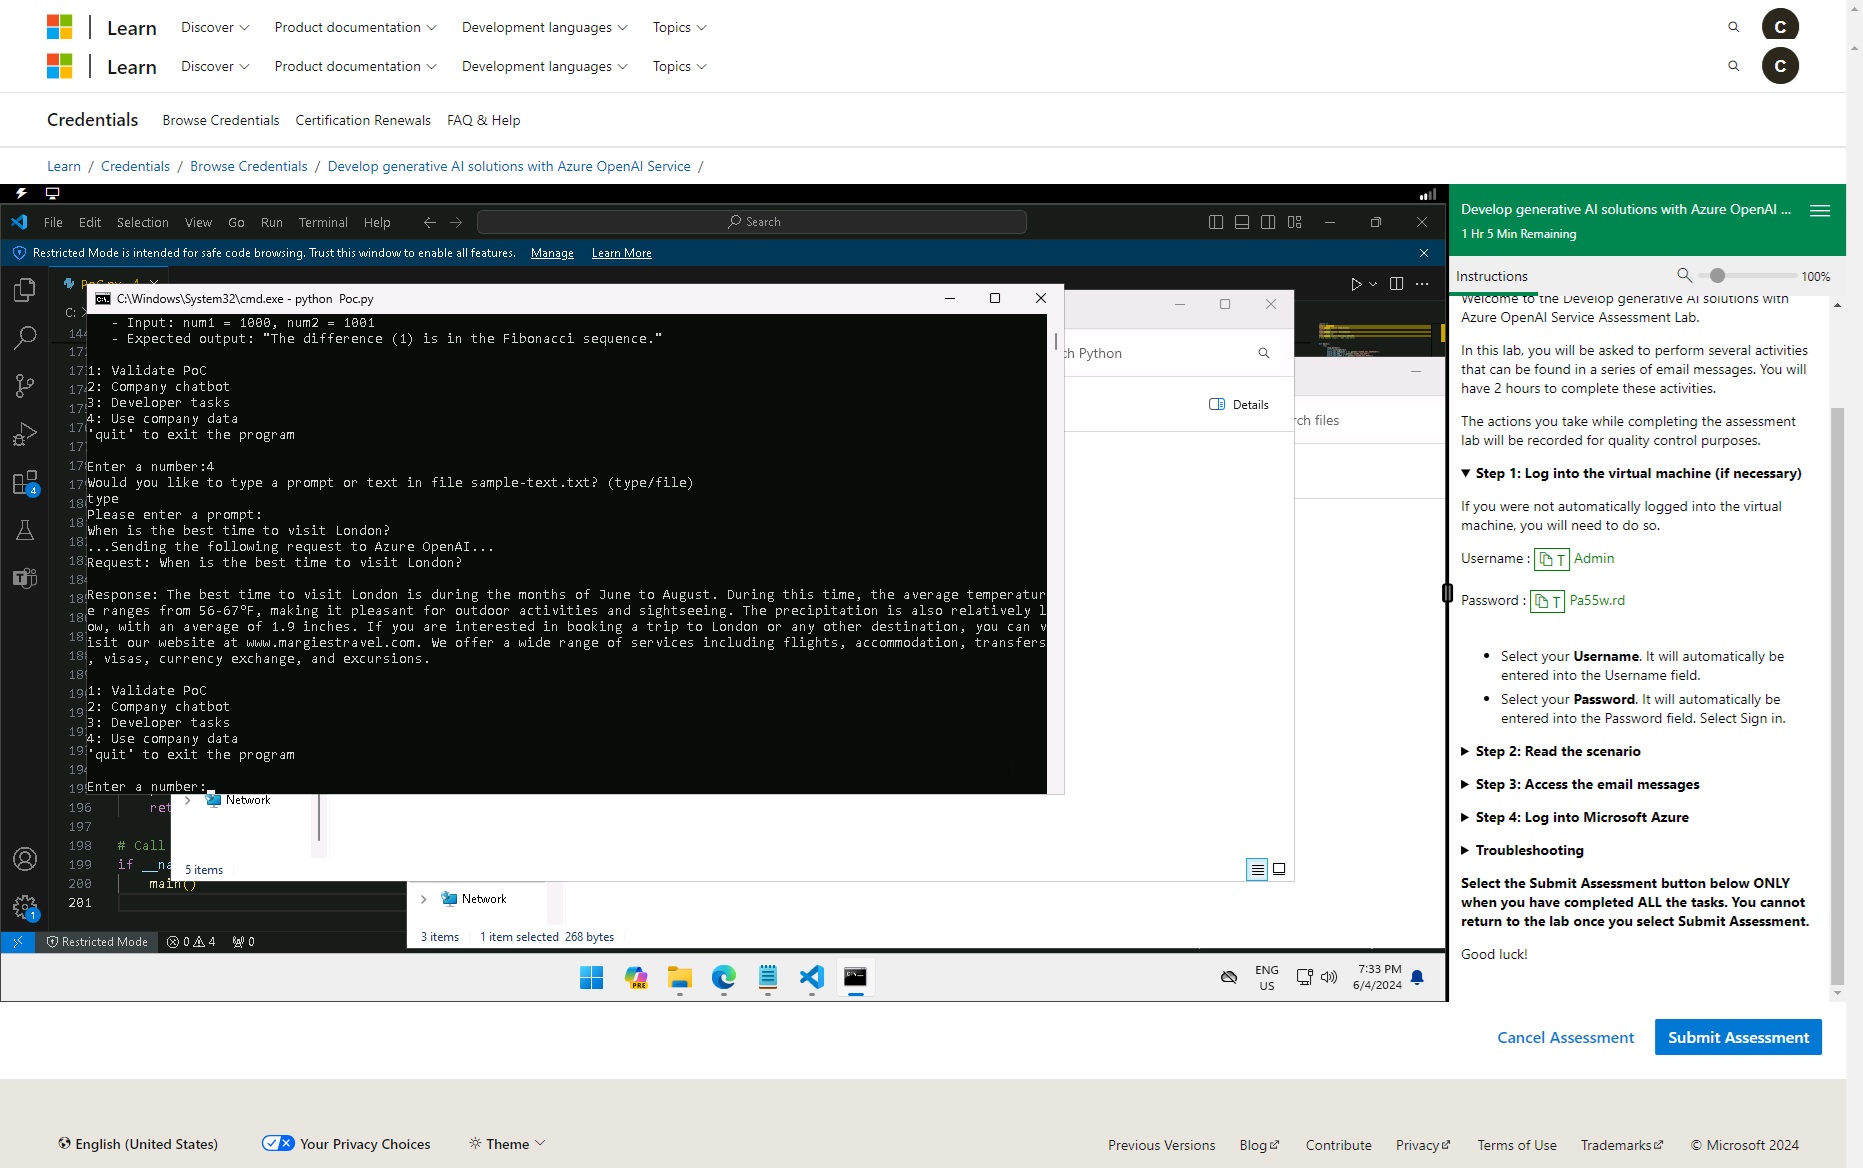 Learn Discover Product documentation Development languages Topics C
Learn Discover Product documentation Development languages Topics C
Credentials Browse Credentials Certification Renewals FAQ & Help
Learn / Credentials / Browse Credentials / Develop generative AI solutions with Azure OpenAI Service /
File Edit Selection View Go Run Terminal Help Search
Restricted Mode is intended for safe code browsing. Trust this window to enable all features. Manage Learn More
C:\Windows\System32\cmd.exe - python Poc.py
- Input: num1 = 1000, num2 = 1001
- Expected output: "The difference (1) is in the Fibonacci sequence."
1: Validate PoC
2: Company chatbot
3: Developer tasks
4: Use company data
'quit' to exit the program
Enter a number:4
Would you like to type a prompt or text in file sample-text.txt? (type/file)
type
Please enter a prompt:
When is the best time to visit London?
...Sending the following request to Azure OpenAI...
Request: When is the best time to visit London?
Response: The best time to visit London is during the months of June to August. During this time, the average temperatur
e ranges from 56-67°F, making it pleasant for outdoor activities and sightseeing. The precipitation is also relatively l
ow, with an average of 1.9 inches. If you are interested in booking a trip to London or any other destination, you can v
isit our website at www.margiestravel.com. We offer a wide range of services including flights, accommodation, transfers
, visas, currency exchange, and excursions.
1: Validate PoC
2: Company chatbot
3: Developer tasks
4: Use company data
'quit' to exit the program
Enter a number:
ch Python
Details
rch files
Network
196 ret
197
198 # Call
199 if __na
200 main()
201
5 items
Network
3 items 1 item selected 268 bytes
4
1
Restricted Mode 0 4 0
PRE
ENG
US
7:33 PM
6/4/2024
Develop generative AI solutions with Azure OpenAI ...
1 Hr 5 Min Remaining
Instructions 100%
Welcome to the Develop generative AI solutions with
Azure OpenAI Service Assessment Lab.
In this lab, you will be asked to perform several activities
that can be found in a series of email messages. You will
have 2 hours to complete these activities.
The actions you take while completing the assessment
lab will be recorded for quality control purposes.
Step 1: Log into the virtual machine (if necessary)
If you were not automatically logged into the virtual
machine, you will need to do so.
Username : T Admin
Password : T Pa55w.rd
• Select your Username. It will automatically be
entered into the Username field.
• Select your Password. It will automatically be
entered into the Password field. Select Sign in.
Step 2: Read the scenario
Step 3: Access the email messages
Step 4: Log into Microsoft Azure
Troubleshooting
Select the Submit Assessment button below ONLY
when you have completed ALL the tasks. You cannot
return to the lab once you select Submit Assessment.
Good luck!
Cancel Assessment Submit Assessment
English (United States) Your Privacy Choices Theme
Previous Versions Blog Contribute Privacy Terms of Use Trademarks © Microsoft 2024